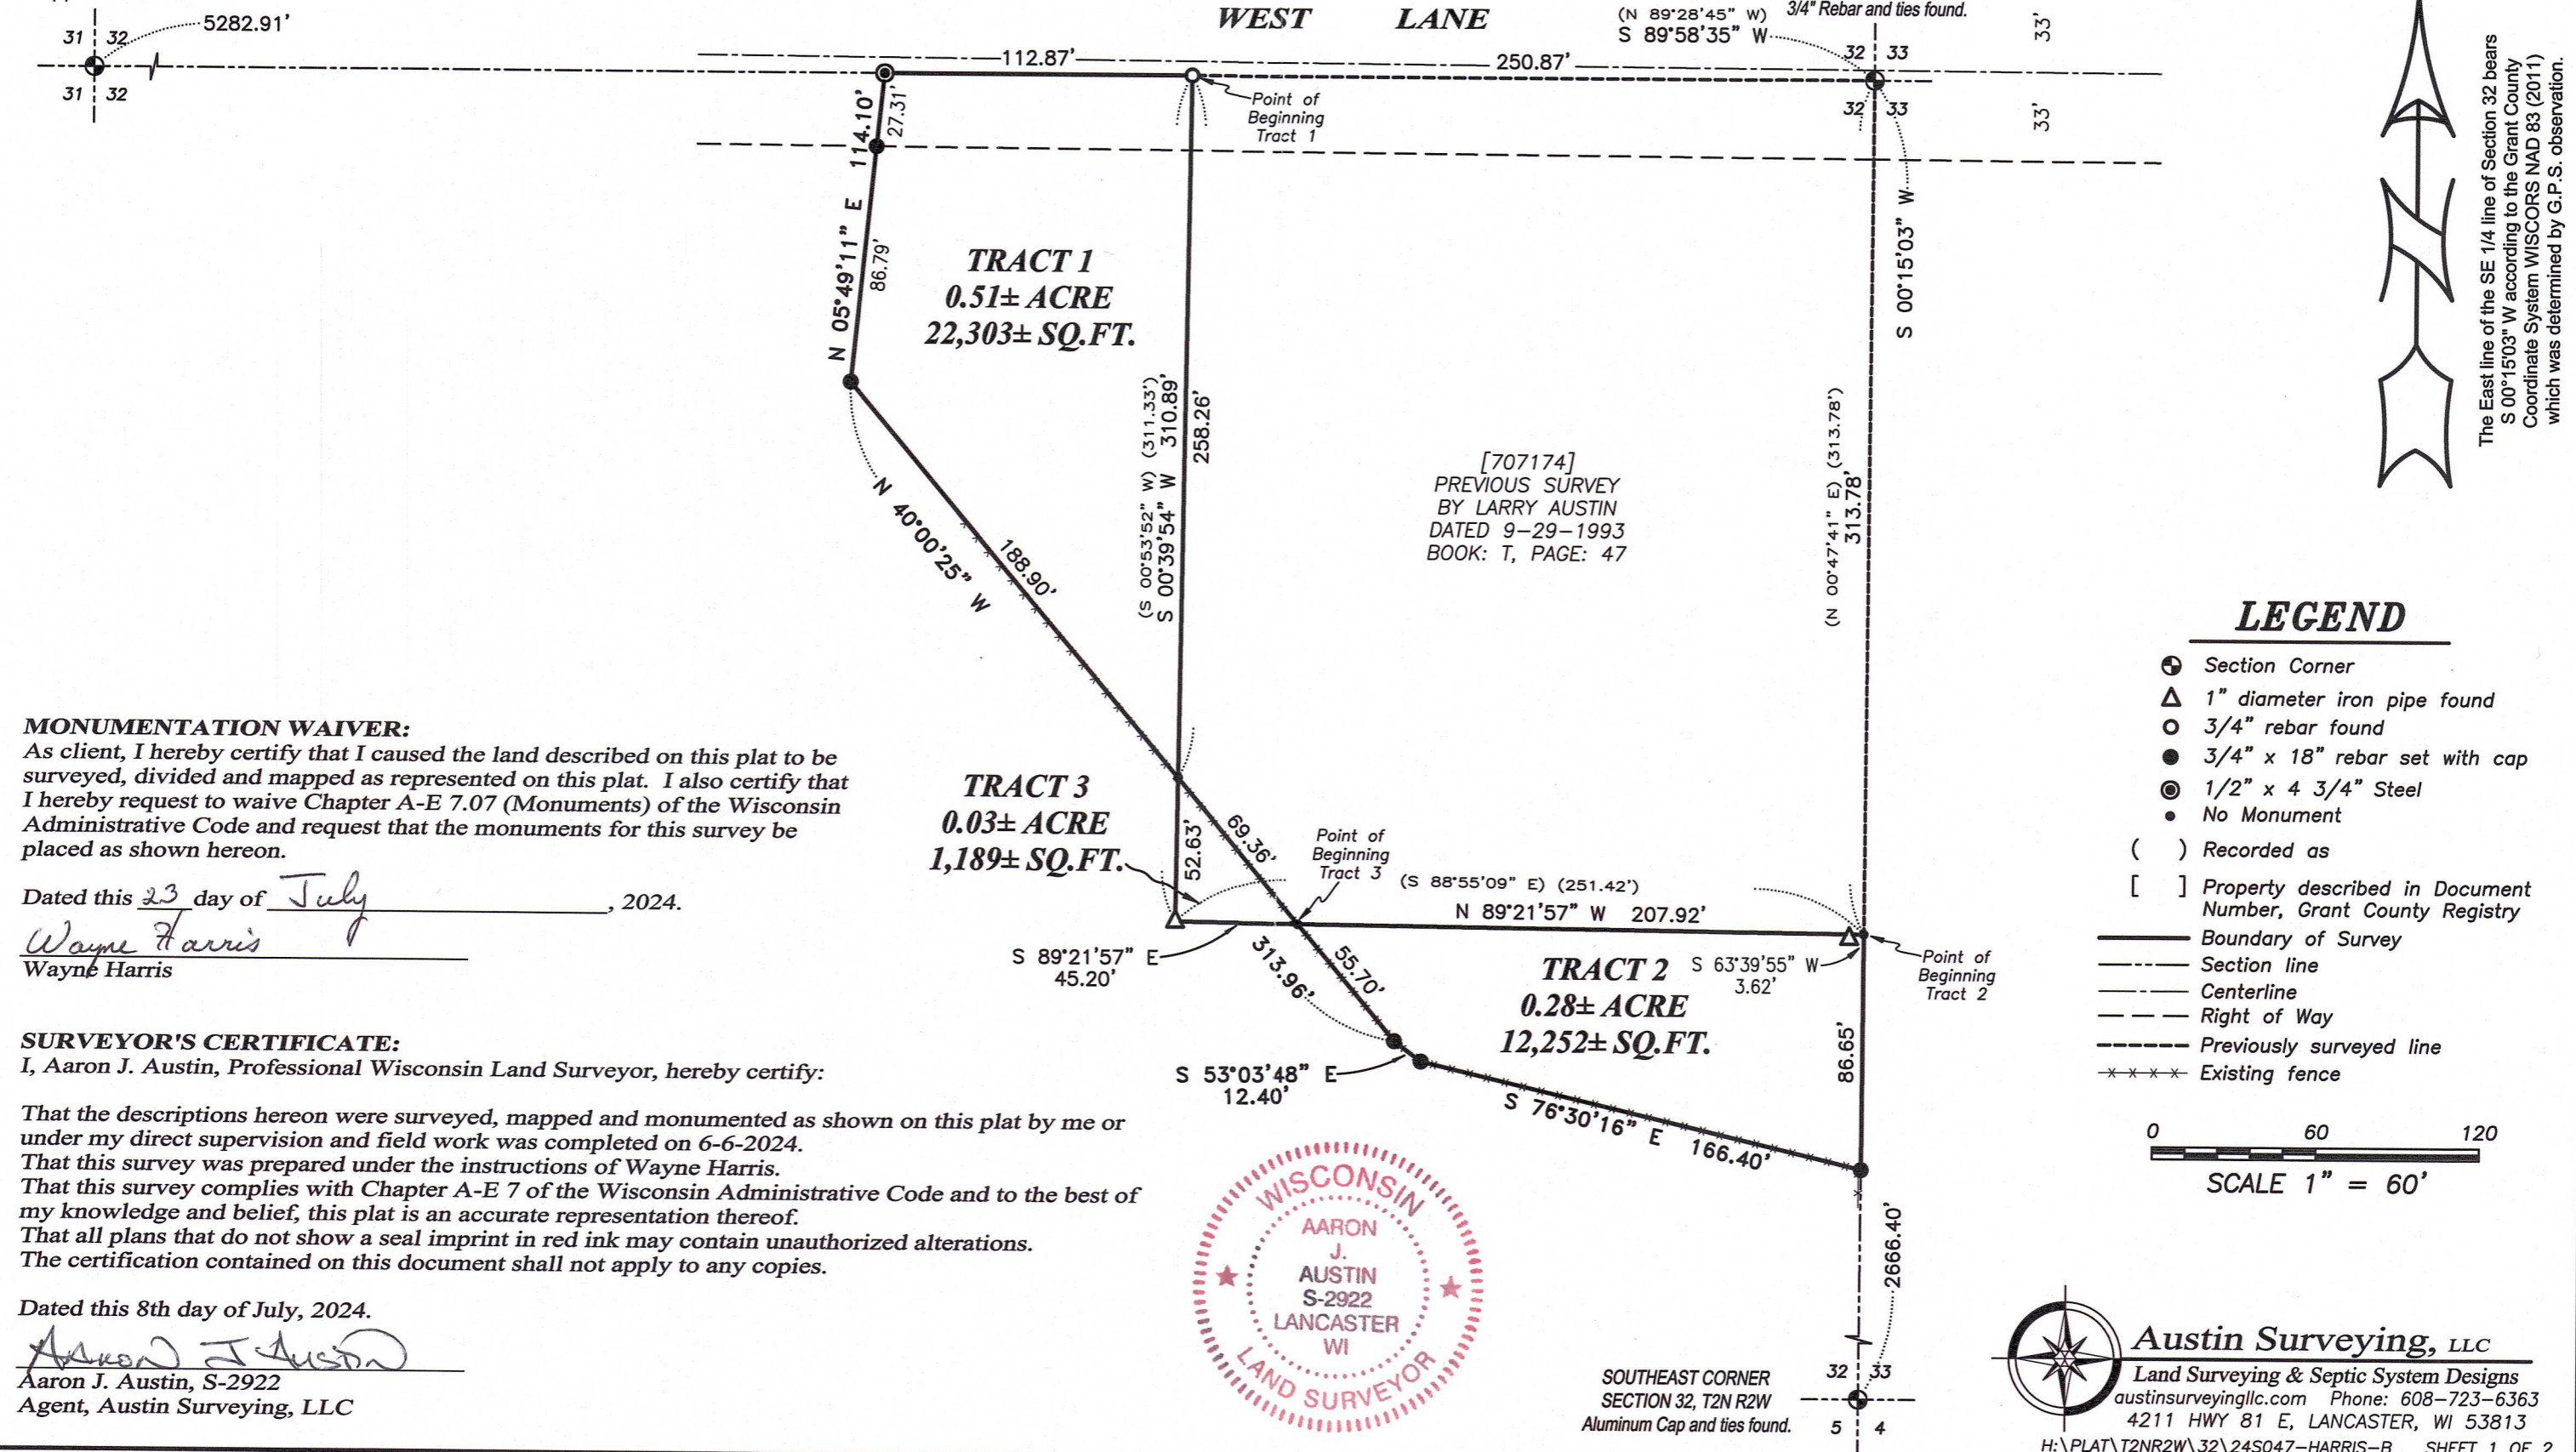 WEST LANE
(N 89°28'45" W)
S 89°58'35" W
3/4" Rebar and ties found.
5282.91'
31 32
31 32
112.87'
250.87'
32 33
32 33
33'
33'
Point of
Beginning
Tract 1
27.31'
N 05°49'11" E 114.10'
86.79'
TRACT 1
0.51± ACRE
22,303± SQ.FT.
S 00°15'03" W
The East line of the SE 1/4 line of Section 32 bears
S 00°15'03" W according to the Grant County
Coordinate System WISCORS NAD 83 (2011)
which was determined by G.P.S. observation.
(S 00°53'52" W) (311.33')
S 00°39'54" W 310.89'
258.26'
[707174]
PREVIOUS SURVEY
BY LARRY AUSTIN
DATED 9-29-1993
BOOK: T, PAGE: 47
(N 00°47'41" E) (313.78')
313.78'
N 40°00'25" W
188.90'
LEGEND
Section Corner
1" diameter iron pipe found
3/4" rebar found
3/4" x 18" rebar set with cap
1/2" x 4 3/4" Steel
No Monument
( ) Recorded as
[ ] Property described in Document
Number, Grant County Registry
Boundary of Survey
Section line
Centerline
Right of Way
Previously surveyed line
Existing fence
0 60 120
SCALE 1" = 60'
MONUMENTATION WAIVER:
As client, I hereby certify that I caused the land described on this plat to be
surveyed, divided and mapped as represented on this plat. I also certify that
I hereby request to waive Chapter A-E 7.07 (Monuments) of the Wisconsin
Administrative Code and request that the monuments for this survey be
placed as shown hereon.
Dated this 23 day of July, 2024.
Wayne Harris
Wayne Harris
TRACT 3
0.03± ACRE
1,189± SQ.FT.
52.63'
69.36'
Point of
Beginning
Tract 3
(S 88°55'09" E) (251.42')
N 89°21'57" W 207.92'
S 89°21'57" E
45.20'
313.96'
55.70'
TRACT 2
0.28± ACRE
12,252± SQ.FT.
S 63°39'55" W
3.62'
Point of
Beginning
Tract 2
86.65'
S 53°03'48" E
12.40'
S 76°30'16" E 166.40'
2666.40'
SURVEYOR'S CERTIFICATE:
I, Aaron J. Austin, Professional Wisconsin Land Surveyor, hereby certify:
That the descriptions hereon were surveyed, mapped and monumented as shown on this plat by me or
under my direct supervision and field work was completed on 6-6-2024.
That this survey was prepared under the instructions of Wayne Harris.
That this survey complies with Chapter A-E 7 of the Wisconsin Administrative Code and to the best of
my knowledge and belief, this plat is an accurate representation thereof.
That all plans that do not show a seal imprint in red ink may contain unauthorized alterations.
The certification contained on this document shall not apply to any copies.
Dated this 8th day of July, 2024.
Aaron J Austin
Aaron J. Austin, S-2922
Agent, Austin Surveying, LLC
WISCONSIN
AARON
J.
AUSTIN
S-2922
LANCASTER
WI
LAND SURVEYOR
SOUTHEAST CORNER
SECTION 32, T2N R2W
Aluminum Cap and ties found.
32 33
5 4
Austin Surveying, LLC
Land Surveying & Septic System Designs
austinsurveyingllc.com Phone: 608-723-6363
4211 HWY 81 E, LANCASTER, WI 53813
H:\PLAT\T2NR2W\32\24S047-HARRIS-B SHEET 1 OF 2